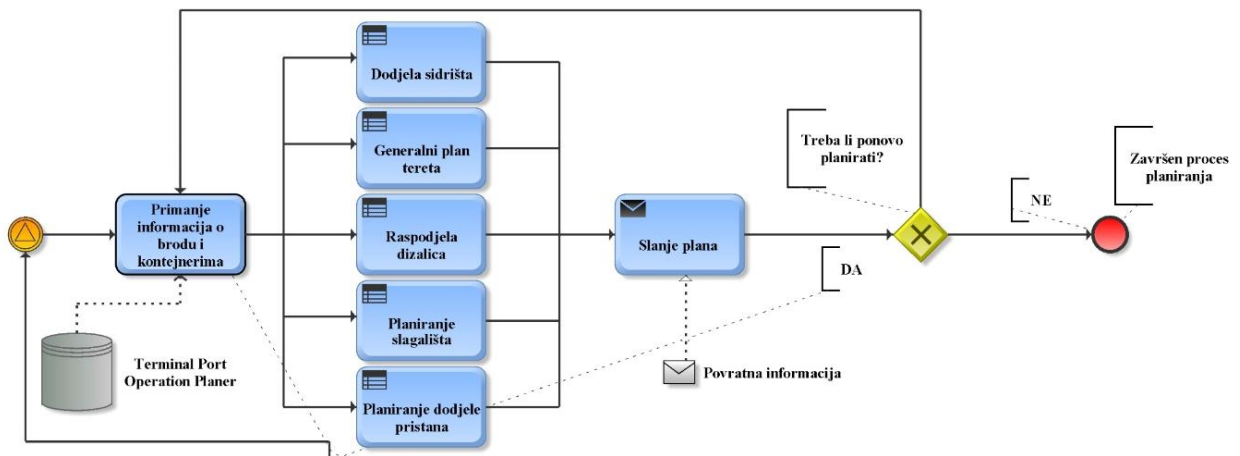 Dodjela sidrišta
Generalni plan
tereta
Treba li ponovo
planirati?
Završen proces
planiranja
Primanje
informacija o
brodu i
kontejnerima
Raspodjela
dizalica
Slanje plana
NE
DA
Planiranje
slagališta
Terminal Port
Operation Planer
Povratna informacija
Planiranje dodjele
pristana